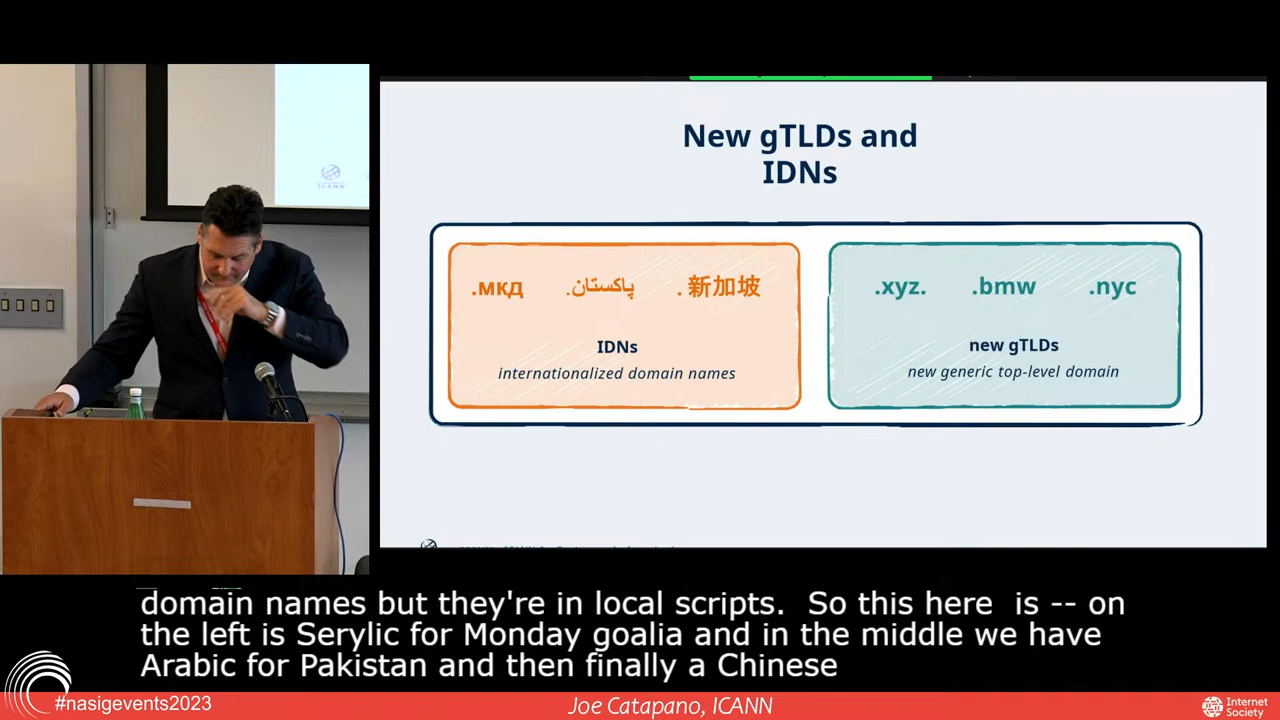 New gTLDs and
IDNs
.мкд
پاکستان.
.新加坡
IDNs
internationalized domain names
.xyz.
.bmw
.nyc
new gTLDs
new generic top-level domain
ICANN
domain names but they're in local scripts.  So this here  is -- on
the left is Serylic for Monday goalia and in the middle we have
Arabic for Pakistan and then finally a Chinese
#nasigevents2023
Joe Catapano, ICANN
Internet
Society